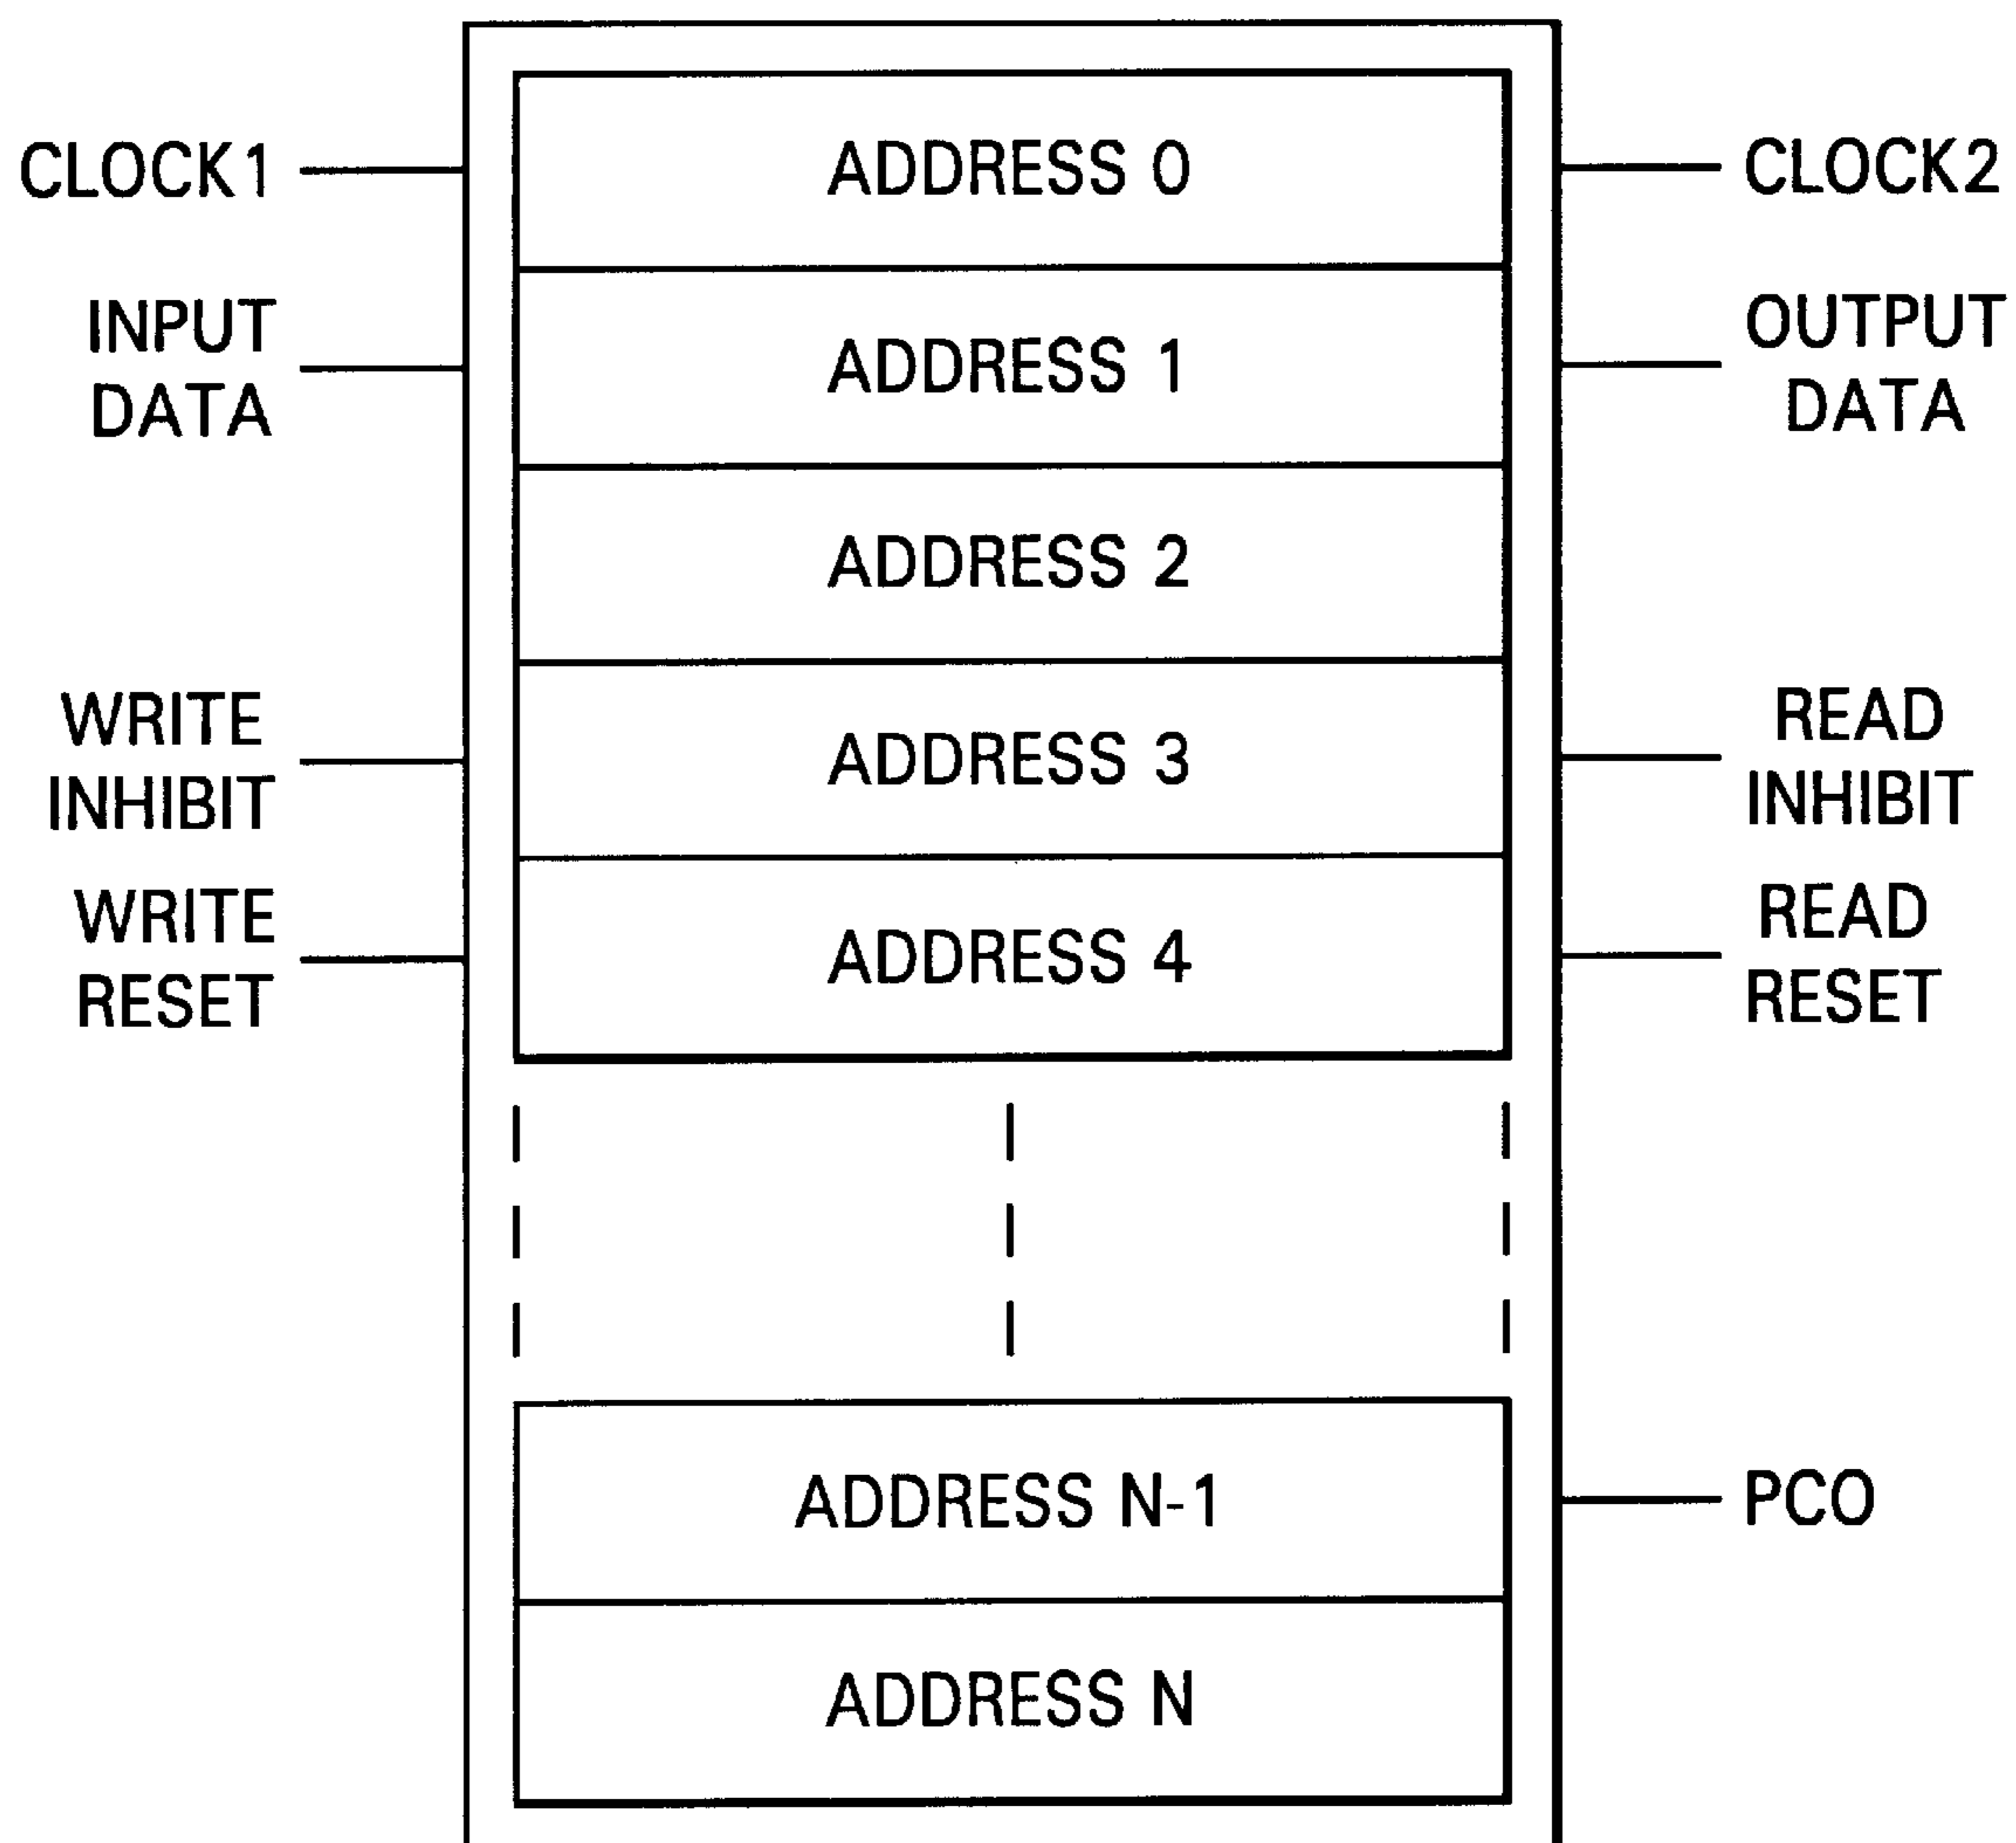 CLOCK1
INPUT
DATA
WRITE
INHIBIT
WRITE
RESET
ADDRESS 0
ADDRESS 1
ADDRESS 2
ADDRESS 3
ADDRESS 4
ADDRESS N-1
ADDRESS N
CLOCK2
OUTPUT
DATA
READ
INHIBIT
READ
RESET
PCO